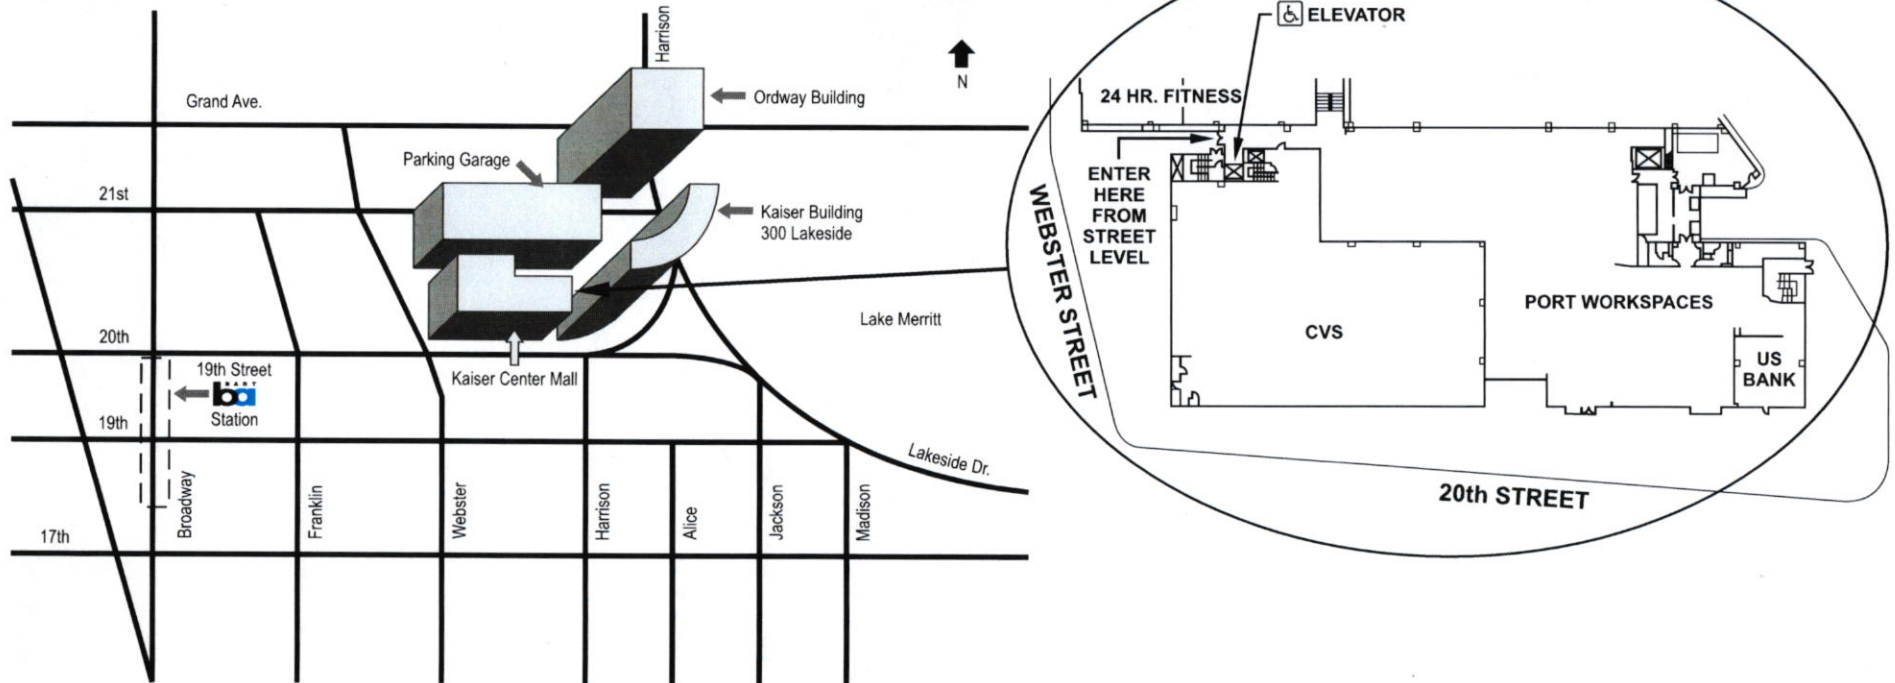 Harrison
N
Grand Ave.
Ordway Building
Parking Garage
21st
Kaiser Building
300 Lakeside
Lake Merritt
20th
19th Street
BART
ba
Station
Kaiser Center Mall
19th
Lakeside Dr.
17th
Broadway
Franklin
Webster
Harrison
Alice
Jackson
Madison
ELEVATOR
24 HR. FITNESS
ENTER
HERE
FROM
STREET
LEVEL
WEBSTER STREET
CVS
PORT WORKSPACES
US
BANK
20th STREET